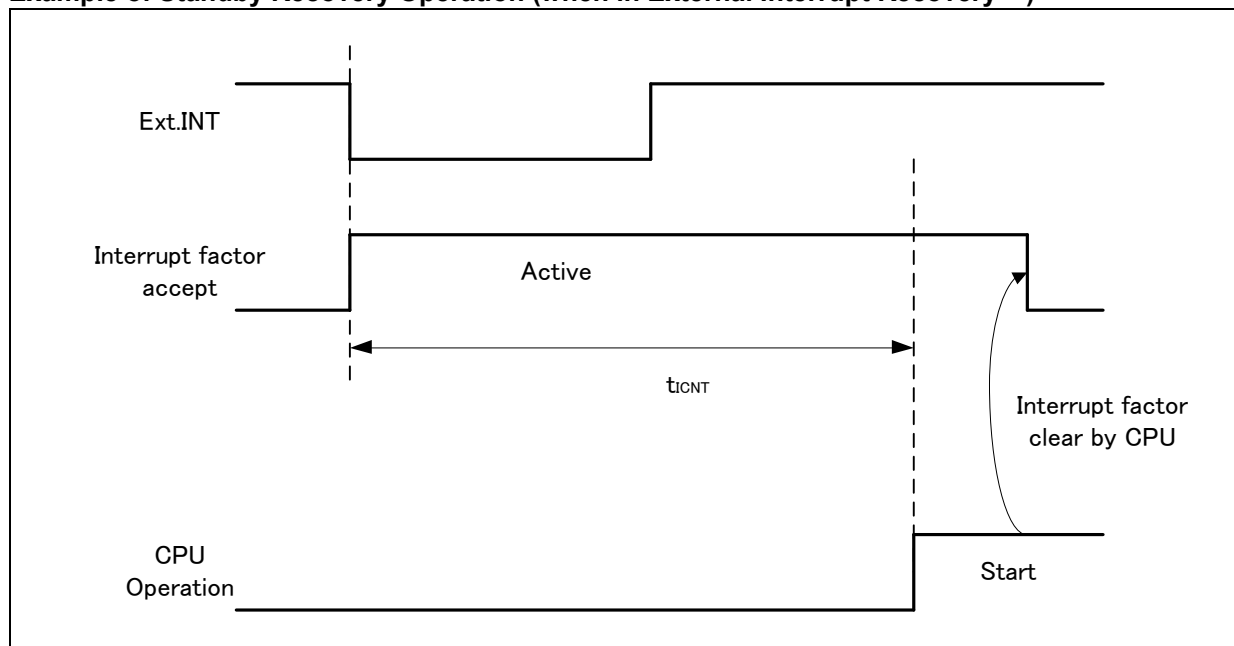 Ext.INT
Interrupt factor
accept
Active
tICNT
Interrupt factor
clear by CPU
CPU
Operation
Start